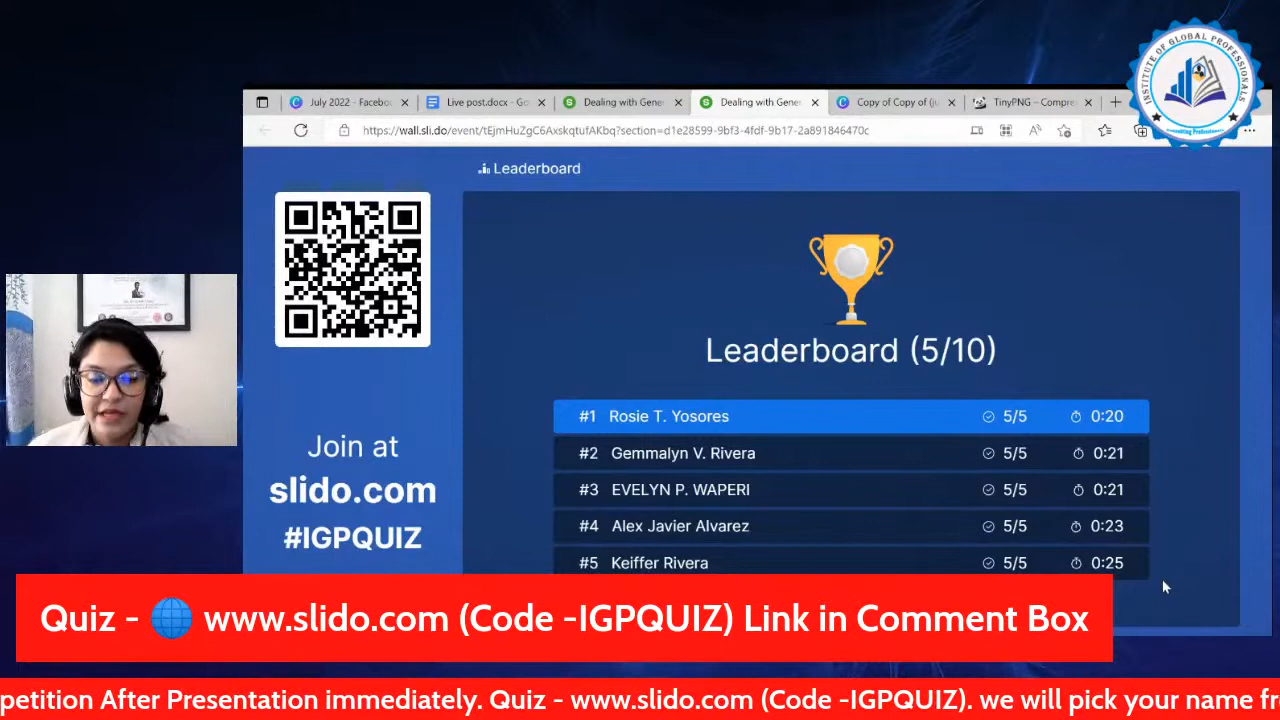 INSTITUTE OF GLOBAL PROFESSIONALS
July 2022 - Faceboo
Live post.docx - Go
Dealing with Gene
Dealing with Gene
Copy of Copy of (ju
TinyPNG – Compre
https://wall.sli.do/event/tEjmHuZgC6AxskqtufAKbq?section=d1e28599-9bf3-4fdf-9b17-2a891846470c
Leaderboard
Leaderboard (5/10)
#1 Rosie T. Yosores 5/5 0:20
#2 Gemmalyn V. Rivera 5/5 0:21
#3 EVELYN P. WAPERI 5/5 0:21
#4 Alex Javier Alvarez 5/5 0:23
#5 Keiffer Rivera 5/5 0:25
Join at
slido.com
#IGPQUIZ
Quiz - www.slido.com (Code -IGPQUIZ) Link in Comment Box
petition After Presentation immediately. Quiz - www.slido.com (Code -IGPQUIZ). we will pick your name fr